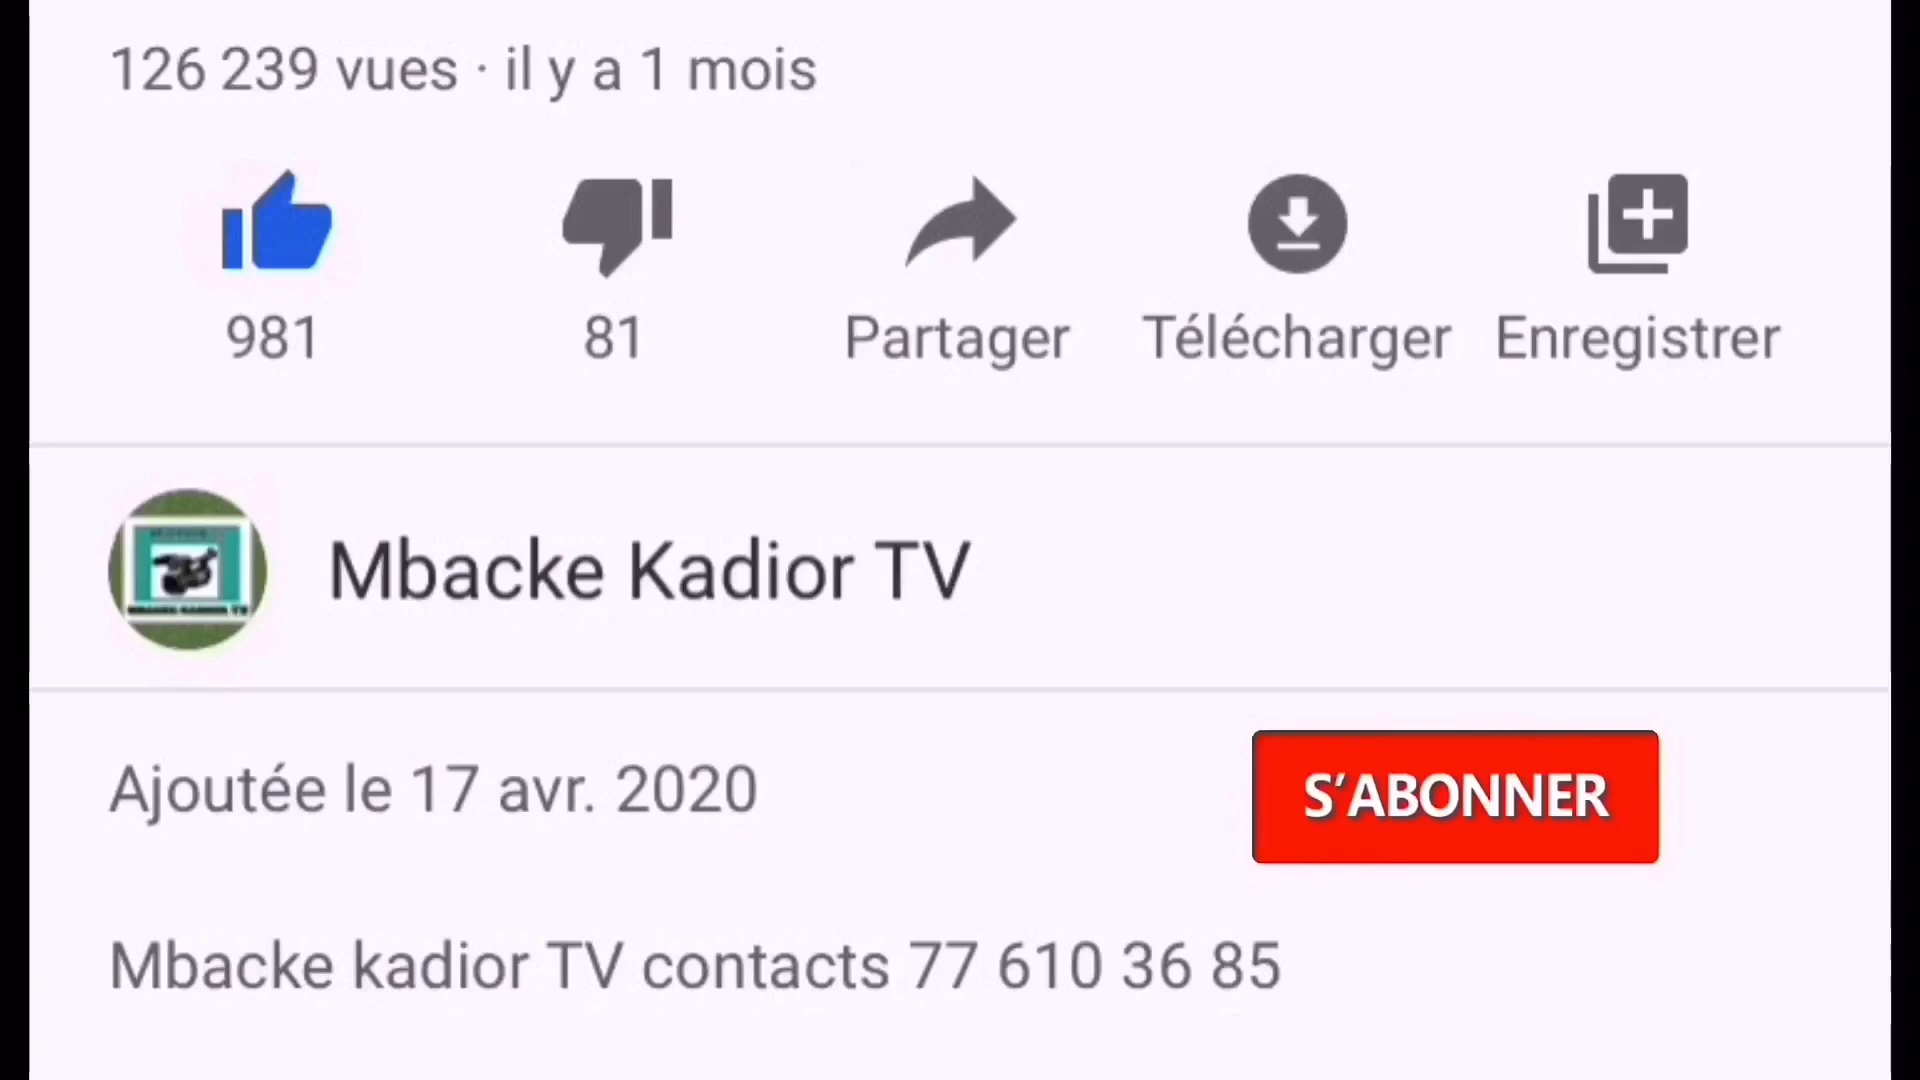 126 239 vues · il y a 1 mois
981 81 Partager Télécharger Enregistrer
Mbacke Kadior TV
Ajoutée le 17 avr. 2020
S'ABONNER
Mbacke kadior TV contacts 77 610 36 85